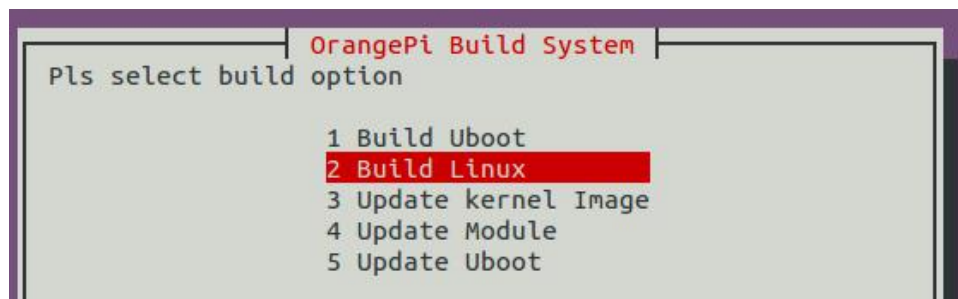 OrangePi Build System
Pls select build option
1 Build Uboot
2 Build Linux
3 Update kernel Image
4 Update Module
5 Update Uboot